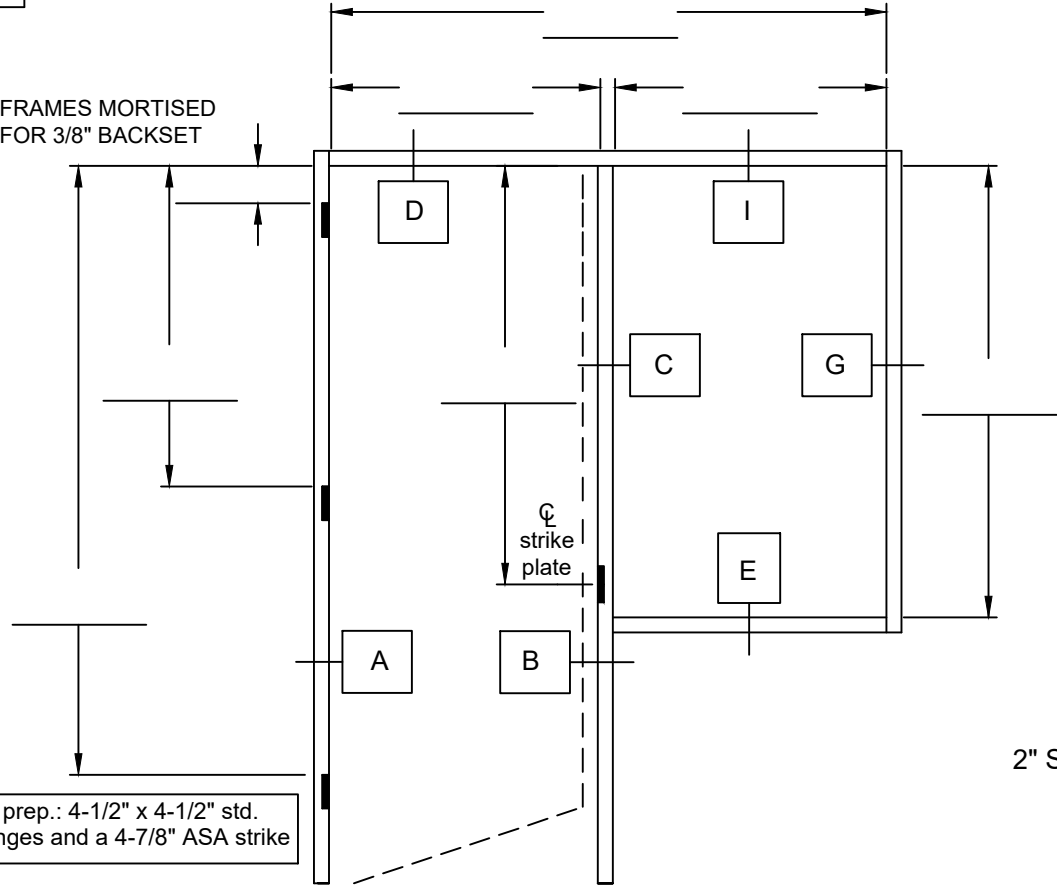 FRAMES MORTISED
FOR 3/8" BACKSET
D
I
C
G
℄
strike
plate
E
A
B
2" S
prep.: 4-1/2" x 4-1/2" std.
nges and a 4-7/8" ASA strike